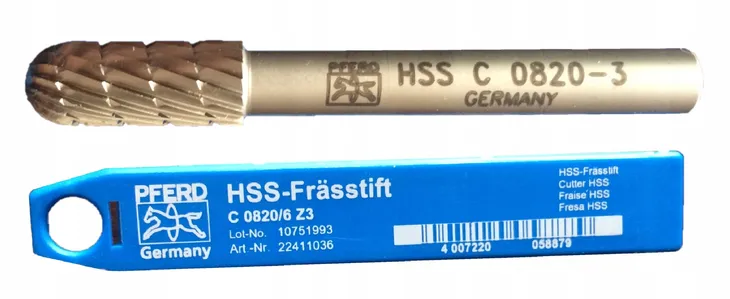 PFERD
HSS C 0820-3
GERMANY
PFERD
Germany
HSS-Frässtift
C 0820/6 Z3
Lot-No. 10751993
Art.-Nr. 22411036
HSS-Frässtift
Cutter HSS
Fraise HSS
Fresa HSS
4 007220 058879